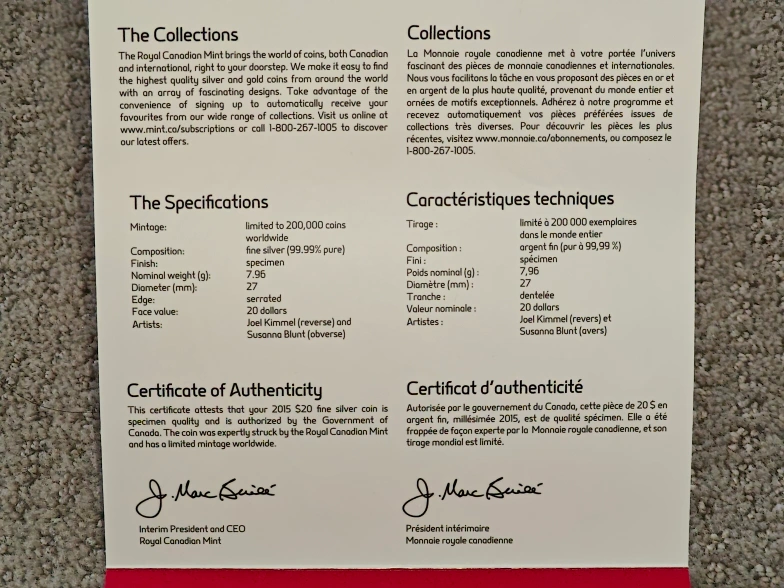 The Collections
The Royal Canadian Mint brings the world of coins, both Canadian
and international, right to your doorstep. We make it easy to find
the highest quality silver and gold coins from around the world
with an array of fascinating designs. Take advantage of the
convenience of signing up to automatically receive your
favourites from our wide range of collections. Visit us online at
www.mint.ca/subscriptions or call 1-800-267-1005 to discover
our latest offers.
Collections
La Monnaie royale canadienne met à votre portée l'univers
fascinant des pièces de monnaie canadiennes et internationales.
Nous vous facilitons la tâche en vous proposant des pièces en or et
en argent de la plus haute qualité, provenant du monde entier et
ornées de motifs exceptionnels. Adhérez à notre programme et
recevez automatiquement vos pièces préférées issues de
collections très diverses. Pour découvrir les pièces les plus
récentes, visitez www.monnaie.ca/abonnements, ou composez le
1-800-267-1005.
The Specifications
Mintage: limited to 200,000 coins
worldwide
Composition: fine silver (99.99% pure)
Finish: specimen
Nominal weight (g): 7.96
Diameter (mm): 27
Edge: serrated
Face value: 20 dollars
Artists: Joel Kimmel (reverse) and
Susanna Blunt (obverse)
Caractéristiques techniques
Tirage : limité à 200 000 exemplaires
dans le monde entier
Composition : argent fin (pur à 99,99 %)
Fini : spécimen
Poids nominal (g) : 7,96
Diamètre (mm) : 27
Tranche : dentelée
Valeur nominale : 20 dollars
Artistes : Joel Kimmel (revers) et
Susanna Blunt (avers)
Certificate of Authenticity
This certificate attests that your 2015 $20 fine silver coin is
specimen quality and is authorized by the Government of
Canada. The coin was expertly struck by the Royal Canadian Mint
and has a limited mintage worldwide.
Certificat d'authenticité
Autorisée par le gouvernement du Canada, cette pièce de 20 $ en
argent fin, millésimée 2015, est de qualité spécimen. Elle a été
frappée de façon experte par la Monnaie royale canadienne, et son
tirage mondial est limité.
J. Marc
Interim President and CEO
Royal Canadian Mint
J. Marc
Président intérimaire
Monnaie royale canadienne